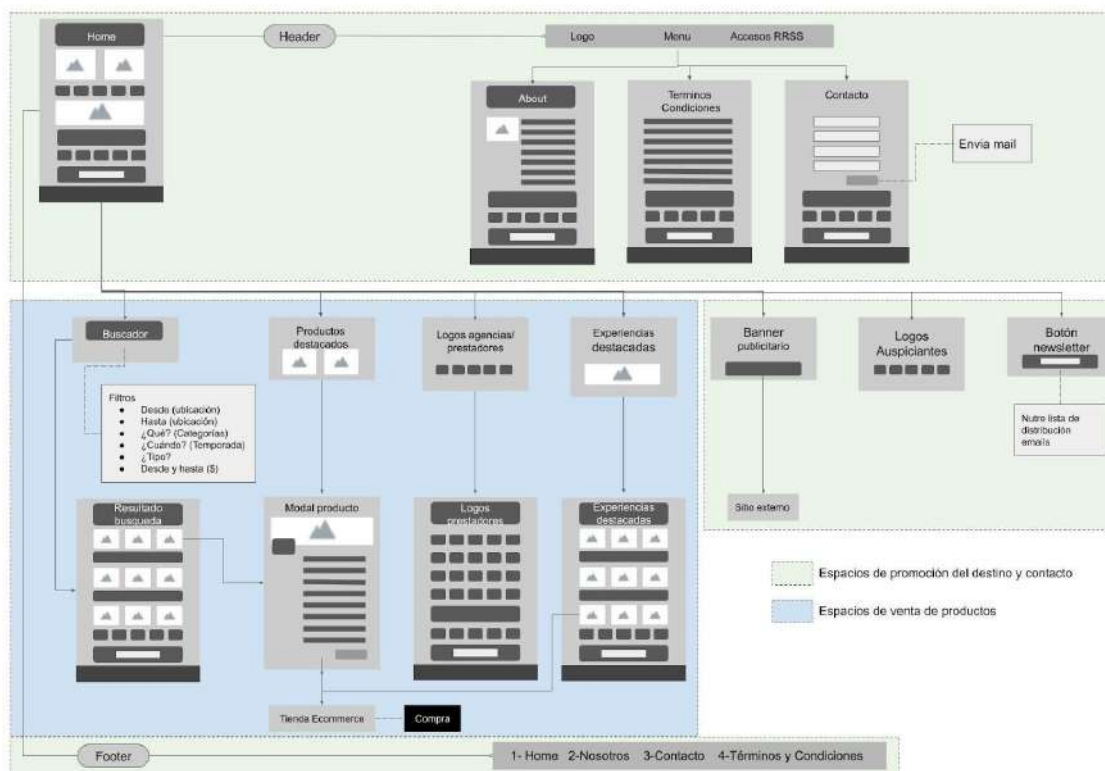 Home
Header
Logo Menu Accesos RRSS
About
Terminos
Condiciones
Contacto
Envia mail
Buscador
Productos
destacados
Logos agencias/
prestadores
Experiencias
destacadas
Banner
publicitario
Logos
Auspiciantes
Botón
newsletter
Filtros
● Desde (ubicación)
● Hasta (ubicación)
● ¿Qué? (Categorías)
● ¿Cuándo? (Temporada)
● ¿Tipo?
● Desde y hasta ($)
Nutre lista de
distribución
emails
Resultado
busqueda
Modal producto
Logos
prestadores
Experiencias
destacadas
Sitio externo
Espacios de promoción del destino y contacto
Espacios de venta de productos
Tienda Ecommerce
Compra
Footer
1- Home 2-Nosotros 3-Contacto 4-Términos y Condiciones